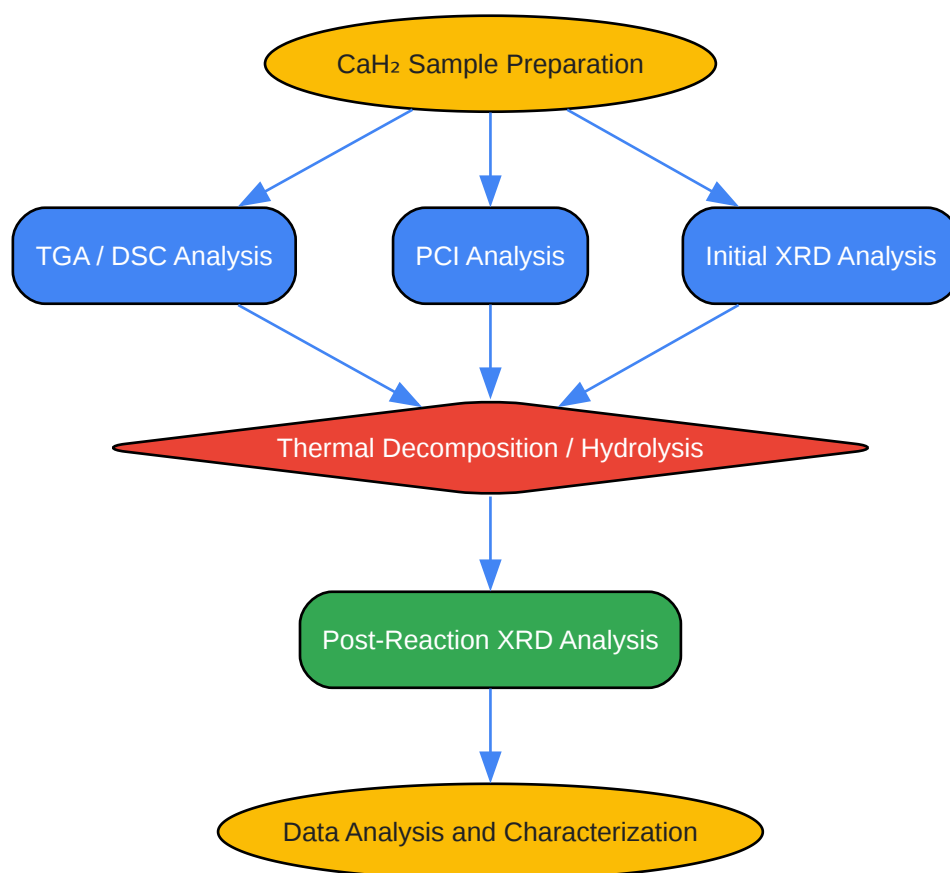 CaH₂ Sample Preparation
TGA / DSC Analysis
PCI Analysis
Initial XRD Analysis
Thermal Decomposition / Hydrolysis
Post-Reaction XRD Analysis
Data Analysis and Characterization